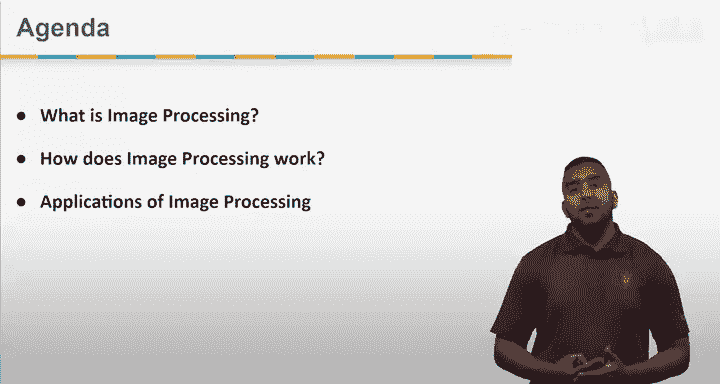 Agenda
● What is Image Processing?
● How does Image Processing work?
● Applications of Image Processing